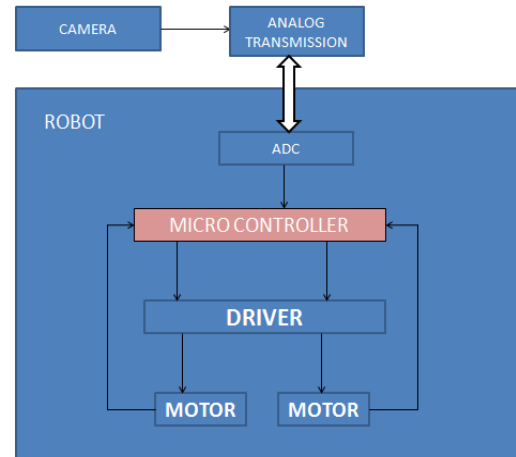 CAMERA
ANALOG
TRANSMISSION
ROBOT
ADC
MICRO CONTROLLER
DRIVER
MOTOR
MOTOR